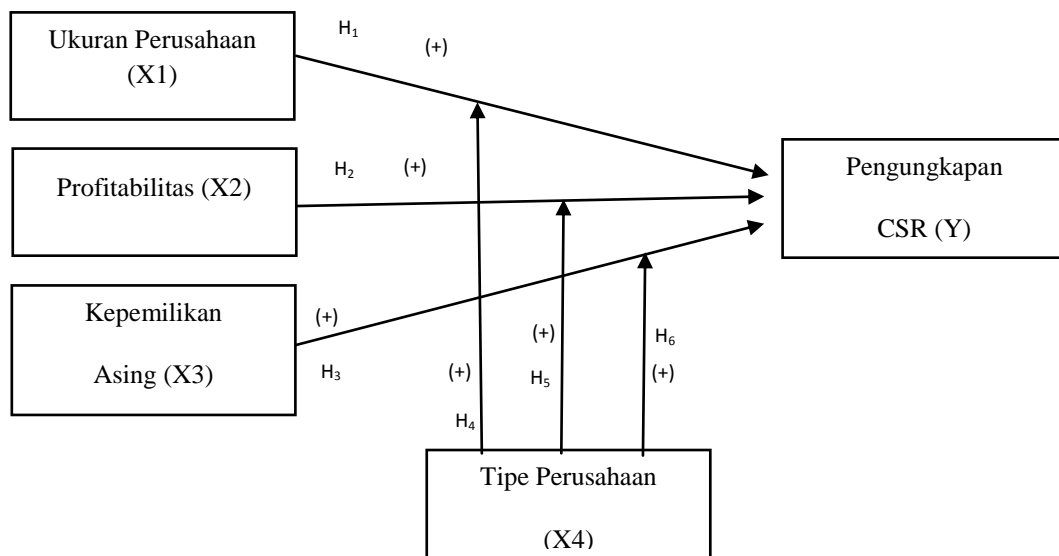 Ukuran Perusahaan
(X1)
H₁
(+)
Profitabilitas (X2)
H₂
(+)
Pengungkapan
CSR (Y)
Kepemilikan
Asing (X3)
(+)
H₃
(+)
H₄
(+)
H₅
H₆
(+)
Tipe Perusahaan
(X4)